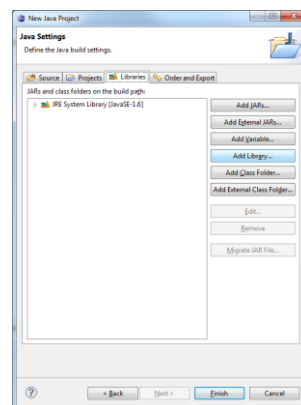 New Java Project
Java Settings
Define the Java build settings.
Source Projects Libraries Order and Export
JARs and class folders on the build path:
JRE System Library [JavaSE-1.6]
Add JARs...
Add External JARs...
Add Variable...
Add Library...
Add Class Folder...
Add External Class Folder...
Edit...
Remove
Migrate JAR File...
< Back Next > Finish Cancel